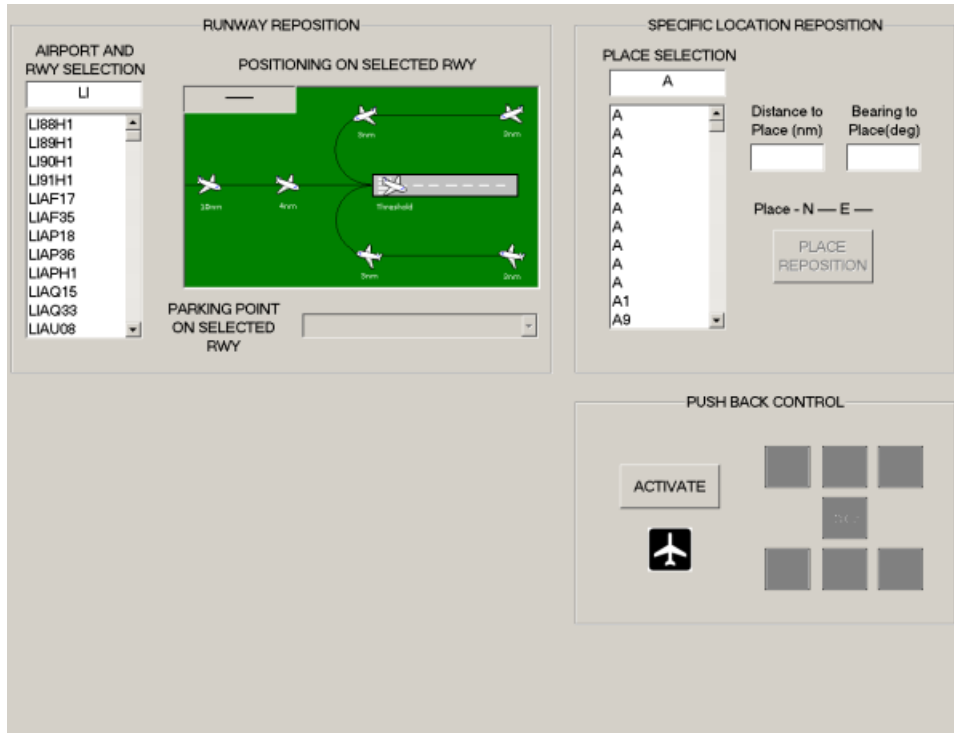 RUNWAY REPOSITION
AIRPORT AND
RWY SELECTION
LI
LI88H1
LI89H1
LI90H1
LI91H1
LIAF17
LIAF35
LIAP18
LIAP36
LIAPH1
LIAQ15
LIAQ33
LIAU08
POSITIONING ON SELECTED RWY
3nm
10nm
4nm
Threshold
PARKING POINT
ON SELECTED
RWY
SPECIFIC LOCATION REPOSITION
PLACE SELECTION
A
A
A
A
A
A
A
A
A
A
A
A1
A9
Distance to
Place (nm)
Bearing to
Place(deg)
Place - N — E —
PLACE
REPOSITION
PUSH BACK CONTROL
ACTIVATE